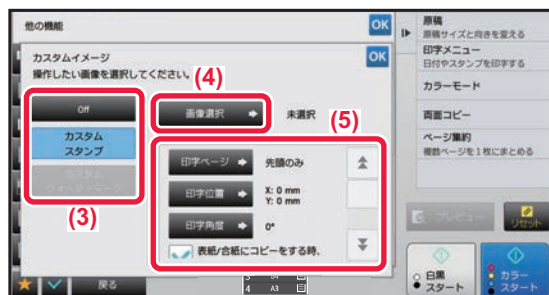 他の機能
OK
カスタムイメージ
OK
操作したい画像を選択してください。
(4)
Off
画像選択
未選択
(5)
カスタム
スタンプ
カスタム
ウォーターマーク
(3)
印字ページ
先頭のみ
印字位置
X: 0 mm
Y: 0 mm
印字角度
0°
表紙/合紙にコピーをする時、
戻る
4 A3
原稿
原稿サイズと向きを変える
印字メニュー
日付やスタンプを印字する
カラーモード
両面コピー
ページ集約
複数ページを1枚にまとめる
プレビュー
リセット
白黒
スタート
カラー
スタート